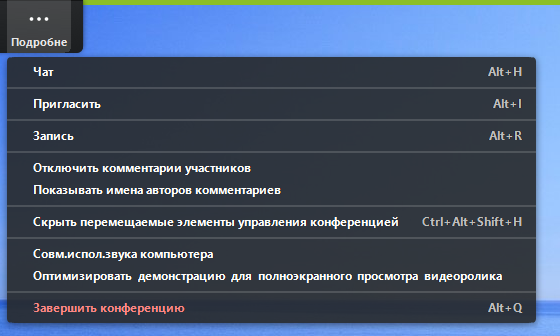 Подробне
Чат Alt+H
Пригласить Alt+I
Запись Alt+R
Отключить комментарии участников
Показывать имена авторов комментариев
Скрыть перемещаемые элементы управления конференцией Ctrl+Alt+Shift+H
Совм.испол.звука компьютера
Оптимизировать демонстрацию для полноэкранного просмотра видеоролика
Завершить конференцию Alt+Q